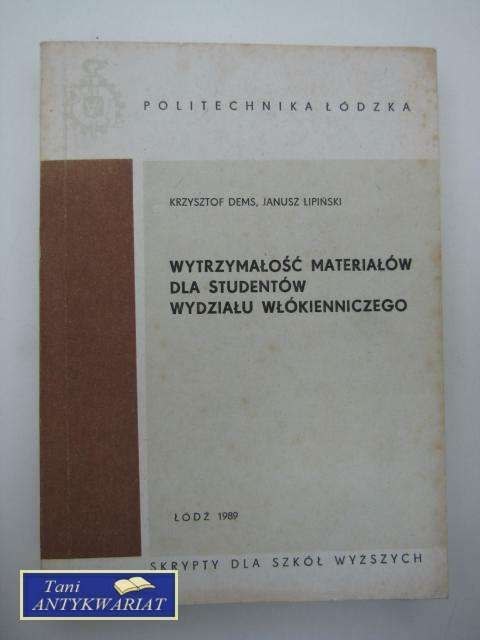 POLITECHNIKA ŁÓDZKA
KRZYSZTOF DEMS, JANUSZ LIPIŃSKI
WYTRZYMAŁOŚĆ MATERIAŁÓW
DLA STUDENTÓW
WYDZIAŁU WŁÓKIENNICZEGO
ŁÓDŹ 1989
SKRYPTY DLA SZKÓŁ WYŻSZYCH
Tani
ANTYKWARIAT